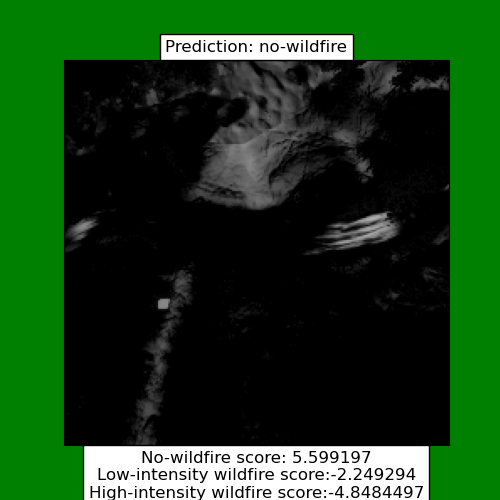 Prediction: no-wildfire
No-wildfire score: 5.599197
Low-intensity wildfire score:-2.249294
High-intensity wildfire score:-4.8484497